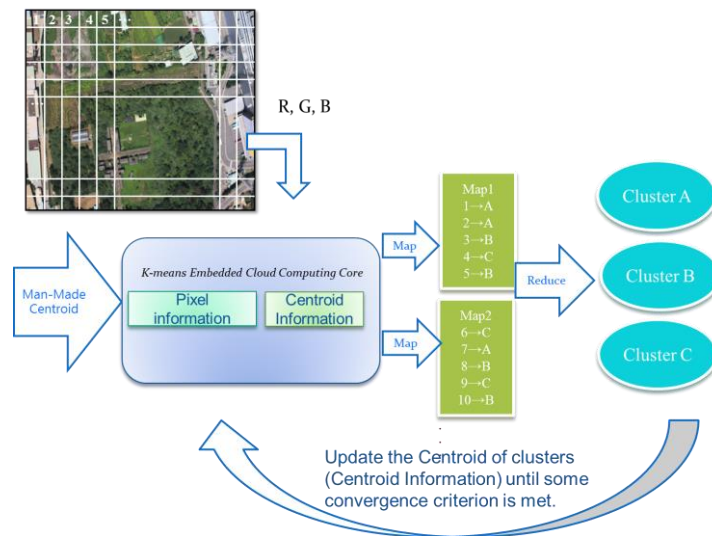 1 2 3 4 5 ...
R, G, B
Man-Made
Centroid
K-means Embedded Cloud Computing Core
Pixel
information
Centroid
Information
Map
Map
Map1
1→A
2→A
3→B
4→C
5→B
Map2
6→C
7→A
8→B
9→C
10→B
Reduce
Cluster A
Cluster B
Cluster C
Update the Centroid of clusters
(Centroid Information) until some
convergence criterion is met.